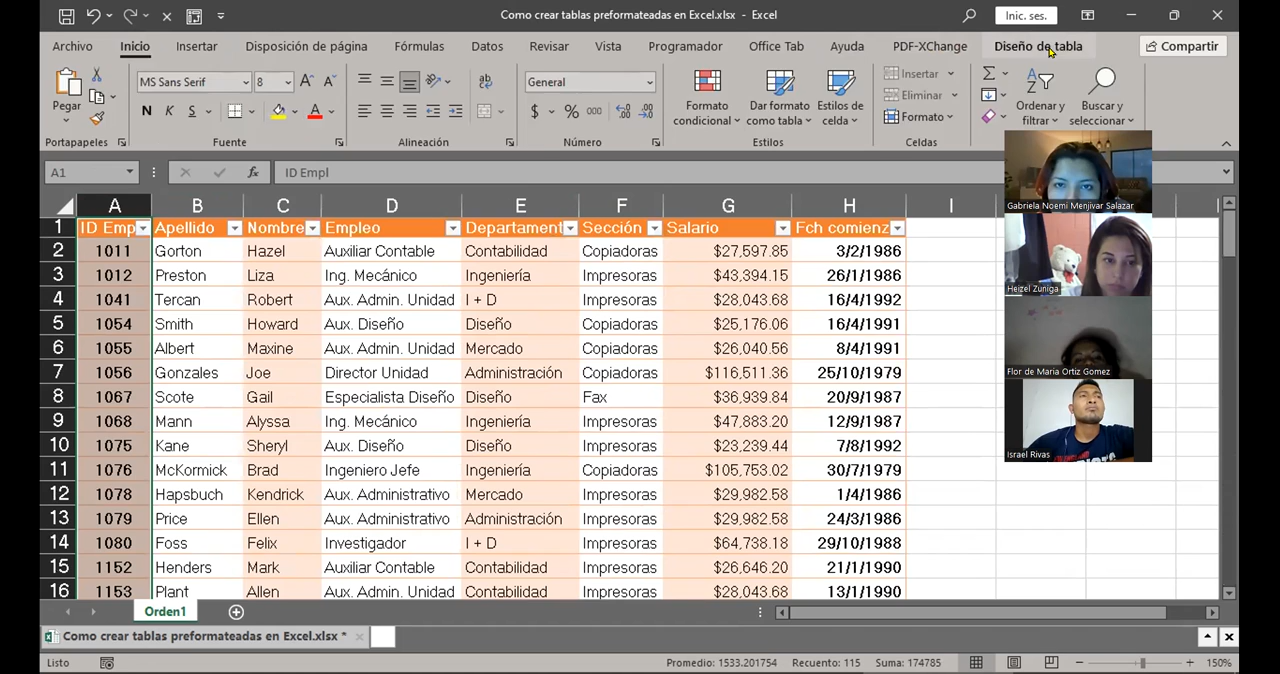 Como crear tablas preformateadas en Excel.xlsx - Excel
Inic. ses.
Archivo Inicio Insertar Disposición de página Fórmulas Datos Revisar Vista Programador Office Tab Ayuda PDF-XChange Diseño de tabla Compartir
MS Sans Serif 8 General Insertar
Eliminar
Formato
Pegar N K S A $ % 000 Formato condicional Dar formato como tabla Estilos de celda Ordenar y filtrar Buscar y seleccionar
Portapapeles Fuente Alineación Número Estilos Celdas
A1 fx ID Empl
A B C D E F G H I
1 ID Emp Apellido Nombre Empleo Departament Sección Salario Fch comienz
2 1011 Gorton Hazel Auxiliar Contable Contabilidad Copiadoras $27,597.85 3/2/1986
3 1012 Preston Liza Ing. Mecánico Ingeniería Impresoras $43,394.15 26/1/1986
4 1041 Tercan Robert Aux. Admin. Unidad I + D Impresoras $28,043.68 16/4/1992
5 1054 Smith Howard Aux. Diseño Diseño Copiadoras $25,176.06 16/4/1991
6 1055 Albert Maxine Aux. Admin. Unidad Mercado Copiadoras $26,040.56 8/4/1991
7 1056 Gonzales Joe Director Unidad Administración Copiadoras $116,511.36 25/10/1979
8 1067 Scote Gail Especialista Diseño Diseño Fax $36,939.84 20/9/1987
9 1068 Mann Alyssa Ing. Mecánico Ingeniería Impresoras $47,883.20 12/9/1987
10 1075 Kane Sheryl Aux. Diseño Diseño Impresoras $23,239.44 7/8/1992
11 1076 McKormick Brad Ingeniero Jefe Ingeniería Copiadoras $105,753.02 30/7/1979
12 1078 Hapsbuch Kendrick Aux. Administrativo Mercado Impresoras $29,982.58 1/4/1986
13 1079 Price Ellen Aux. Administrativo Administración Impresoras $29,982.58 24/3/1986
14 1080 Foss Felix Investigador I + D Impresoras $64,738.18 29/10/1988
15 1152 Henders Mark Auxiliar Contable Contabilidad Copiadoras $26,646.20 21/1/1990
16 1153 Plant Allen Aux. Admin. Unidad Contabilidad Impresoras $28,043.68 13/1/1990
Gabriela Noemi Menjivar Salazar
Heizel Zuniga
Flor de Maria Ortiz Gomez
Israel Rivas
Orden1
Como crear tablas preformateadas en Excel.xlsx *
Listo Promedio: 1533.201754 Recuento: 115 Suma: 174785 150%